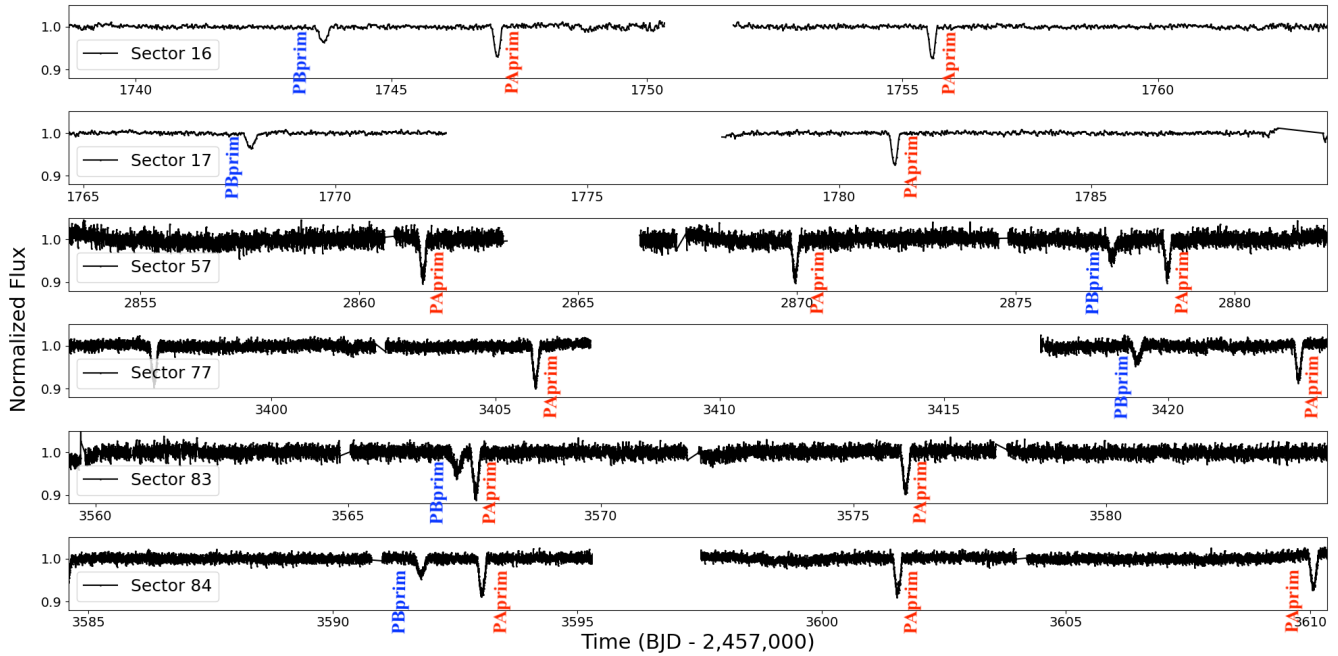 1.0
0.9
Sector 16
PBprim
PAprim
PAprim
1740 1745 1750 1755 1760
1.0
0.9
Sector 17
PBprim
PAprim
1765 1770 1775 1780 1785
1.0
0.9
Sector 57
PAprim
PAprim
PBprim
PAprim
2855 2860 2865 2870 2875 2880
1.0
0.9
Sector 77
PAprim
PBprim
PAprim
3400 3405 3410 3415 3420
1.0
0.9
Sector 83
PBprim
PAprim
PAprim
3560 3565 3570 3575 3580
1.0
0.9
Sector 84
PBprim
PAprim
PAprim
PAprim
3585 3590 3595 3600 3605 3610
Normalized Flux
Time (BJD - 2,457,000)